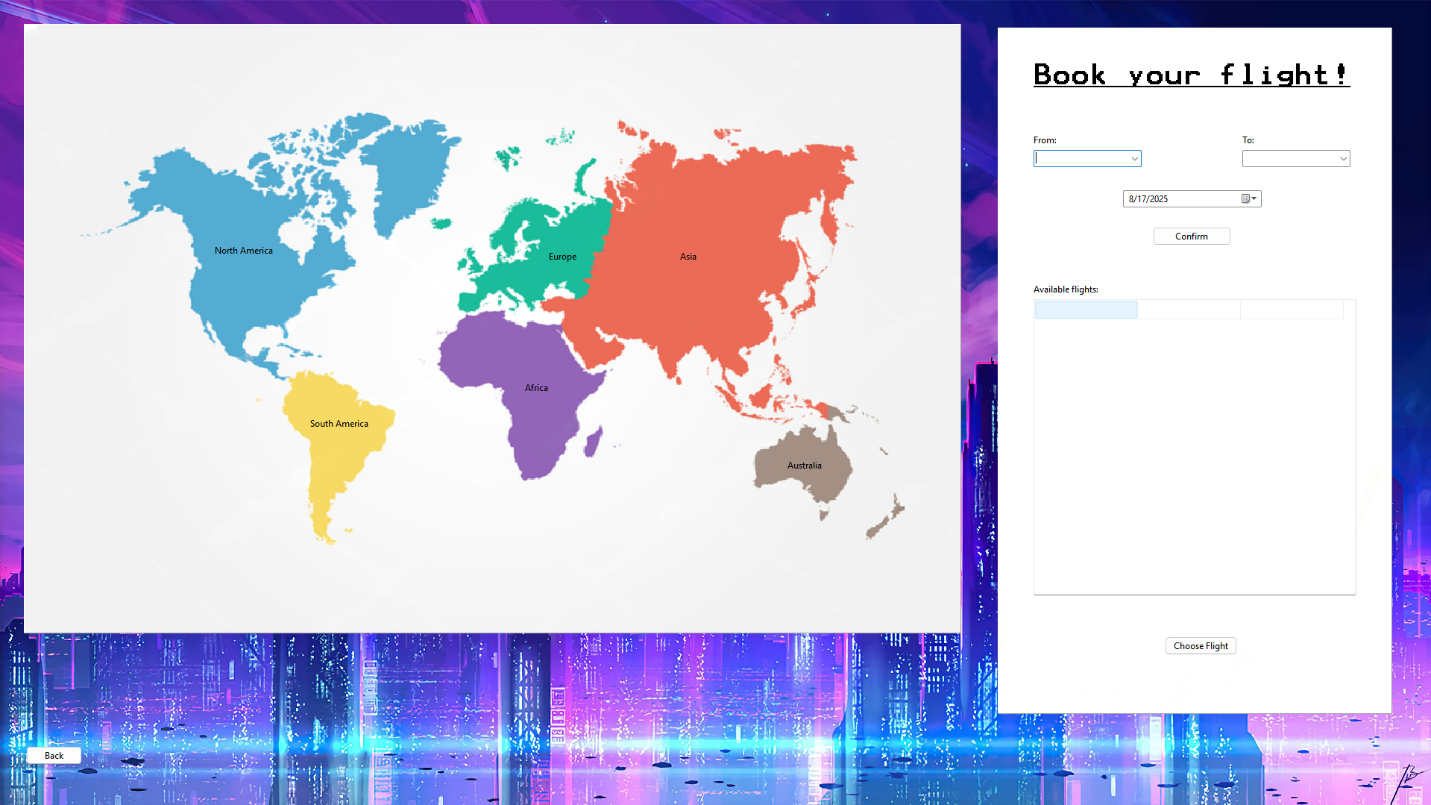 Book your flight!
From:
To:
8/17/2025
Confirm
Available flights:
Choose Flight
North America
Europe
Asia
Africa
South America
Australia
Back